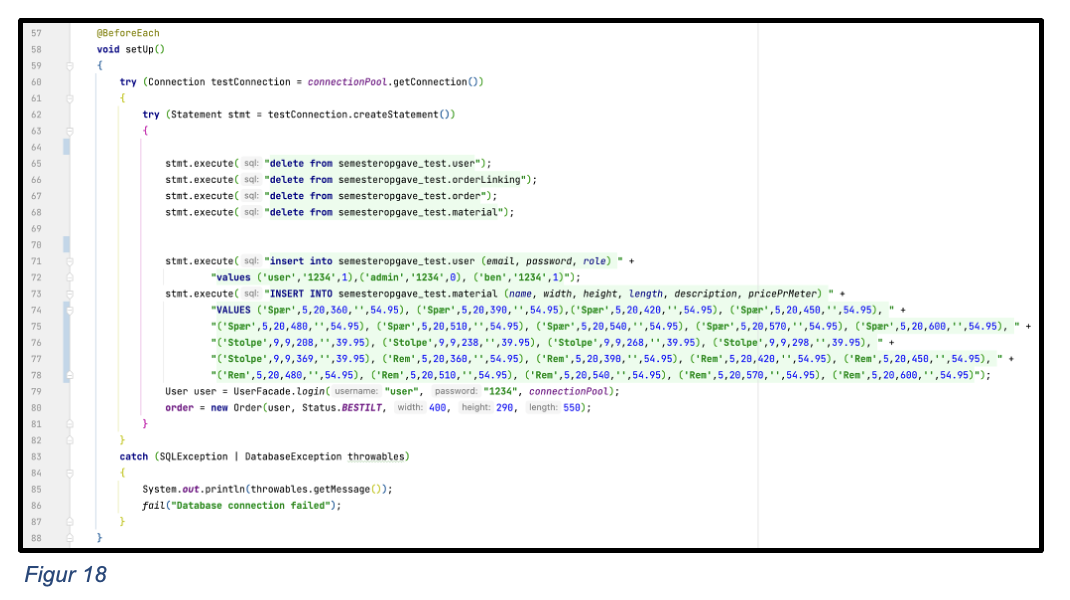 57 @BeforeEach
58 void setUp()
59 {
60 try (Connection testConnection = connectionPool.getConnection())
61 {
62 try (Statement stmt = testConnection.createStatement())
63 {
64
65 stmt.execute( sql: "delete from semesteropgave_test.user");
66 stmt.execute( sql: "delete from semesteropgave_test.orderLinking");
67 stmt.execute( sql: "delete from semesteropgave_test.order");
68 stmt.execute( sql: "delete from semesteropgave_test.material");
69
70
71 stmt.execute( sql: "insert into semesteropgave_test.user (email, password, role) " +
72 "values ('user','1234',1),('admin','1234',0), ('ben','1234',1)");
73 stmt.execute( sql: "INSERT INTO semesteropgave_test.material (name, width, height, length, description, pricePrMeter) " +
74 "VALUES ('Spær',5,20,360,'',54.95), ('Spær',5,20,390,'',54.95),('Spær',5,20,420,'',54.95), ('Spær',5,20,450,'',54.95), " +
75 "('Spær',5,20,480,'',54.95), ('Spær',5,20,510,'',54.95), ('Spær',5,20,540,'',54.95), ('Spær',5,20,570,'',54.95), ('Spær',5,20,600,'',54.95), " +
76 "('Stolpe',9,9,208,'',39.95), ('Stolpe',9,9,238,'',39.95), ('Stolpe',9,9,268,'',39.95), ('Stolpe',9,9,298,'',39.95), " +
77 "('Stolpe',9,9,369,'',39.95), ('Rem',5,20,360,'',54.95), ('Rem',5,20,390,'',54.95), ('Rem',5,20,420,'',54.95), ('Rem',5,20,450,'',54.95), " +
78 "('Rem',5,20,480,'',54.95), ('Rem',5,20,510,'',54.95), ('Rem',5,20,540,'',54.95), ('Rem',5,20,570,'',54.95), ('Rem',5,20,600,'',54.95)");
79 User user = UserFacade.login( username: "user", password: "1234", connectionPool);
80 order = new Order(user, Status.BESTILT, width: 400, height: 290, length: 550);
81 }
82 }
83 catch (SQLException | DatabaseException throwables)
84 {
85 System.out.println(throwables.getMessage());
86 fail("Database connection failed");
87 }
88 }
Figur 18